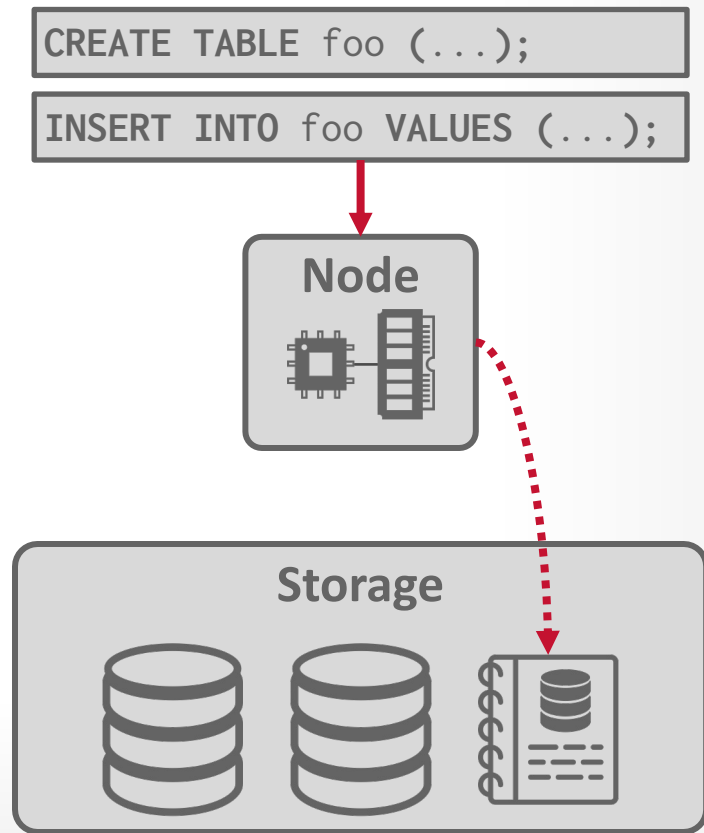 CREATE TABLE foo (...);
INSERT INTO foo VALUES (...);
Node
Storage